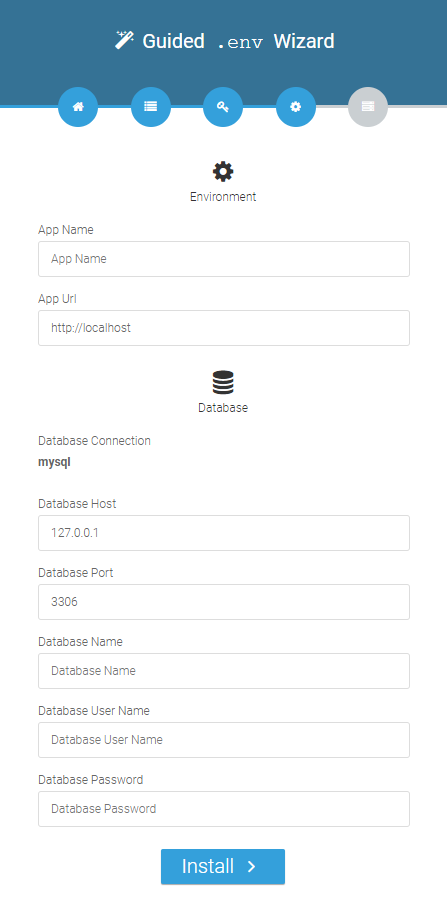 Guided .env Wizard
Environment
App Name
App Name
App Url
http://localhost
Database
Database Connection
mysql
Database Host
127.0.0.1
Database Port
3306
Database Name
Database Name
Database User Name
Database User Name
Database Password
Database Password
Install